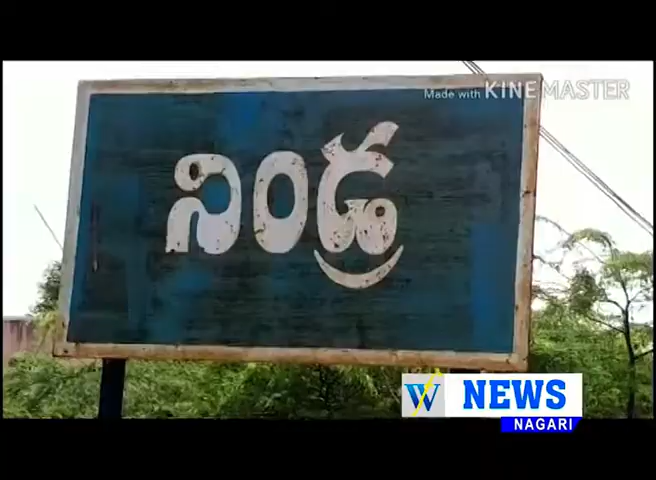 Made with KINEMASTER
నిండ్ర
W NEWS
NAGARI